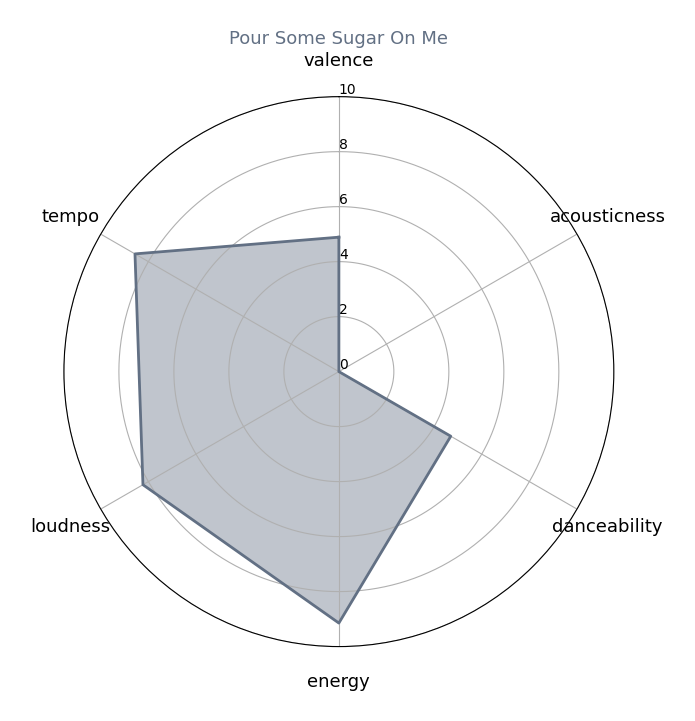 Pour Some Sugar On Me
valence
10
8
6
4
2
0
tempo
acousticness
loudness
danceability
energy